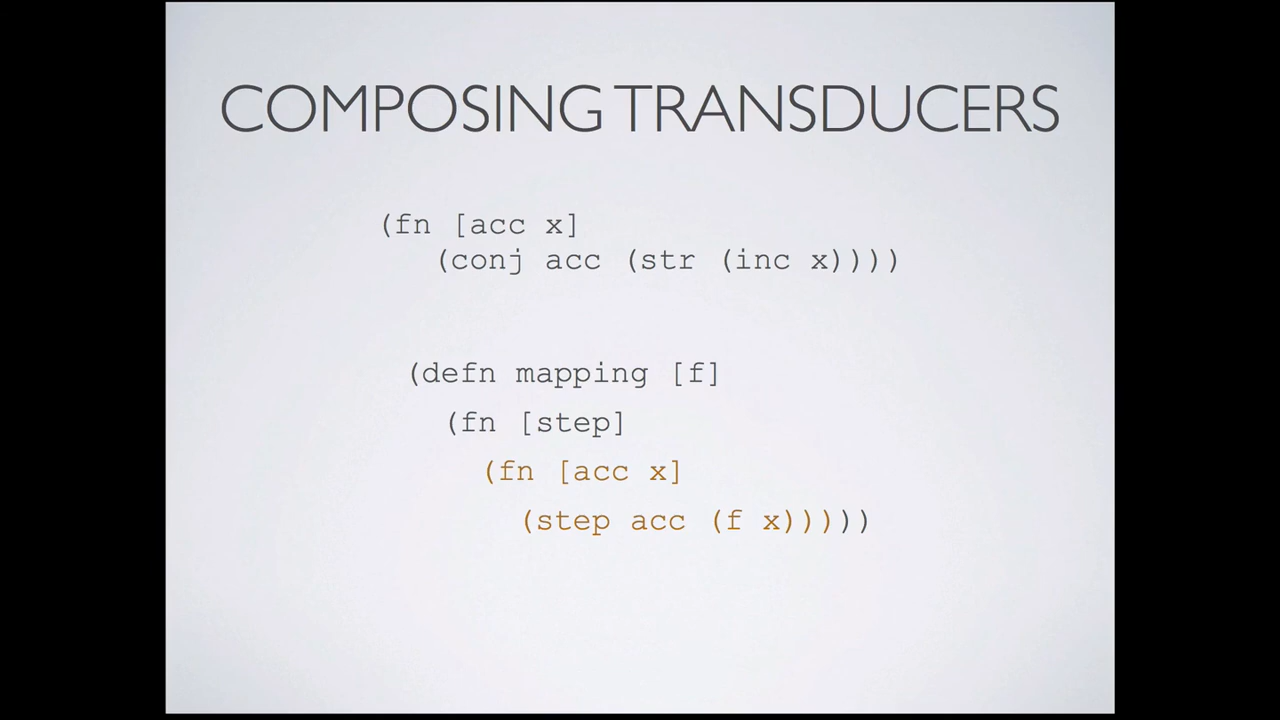 COMPOSING TRANSDUCERS
(fn [acc x]
(conj acc (str (inc x))))
(defn mapping [f]
(fn [step]
(fn [acc x]
(step acc (f x)))))